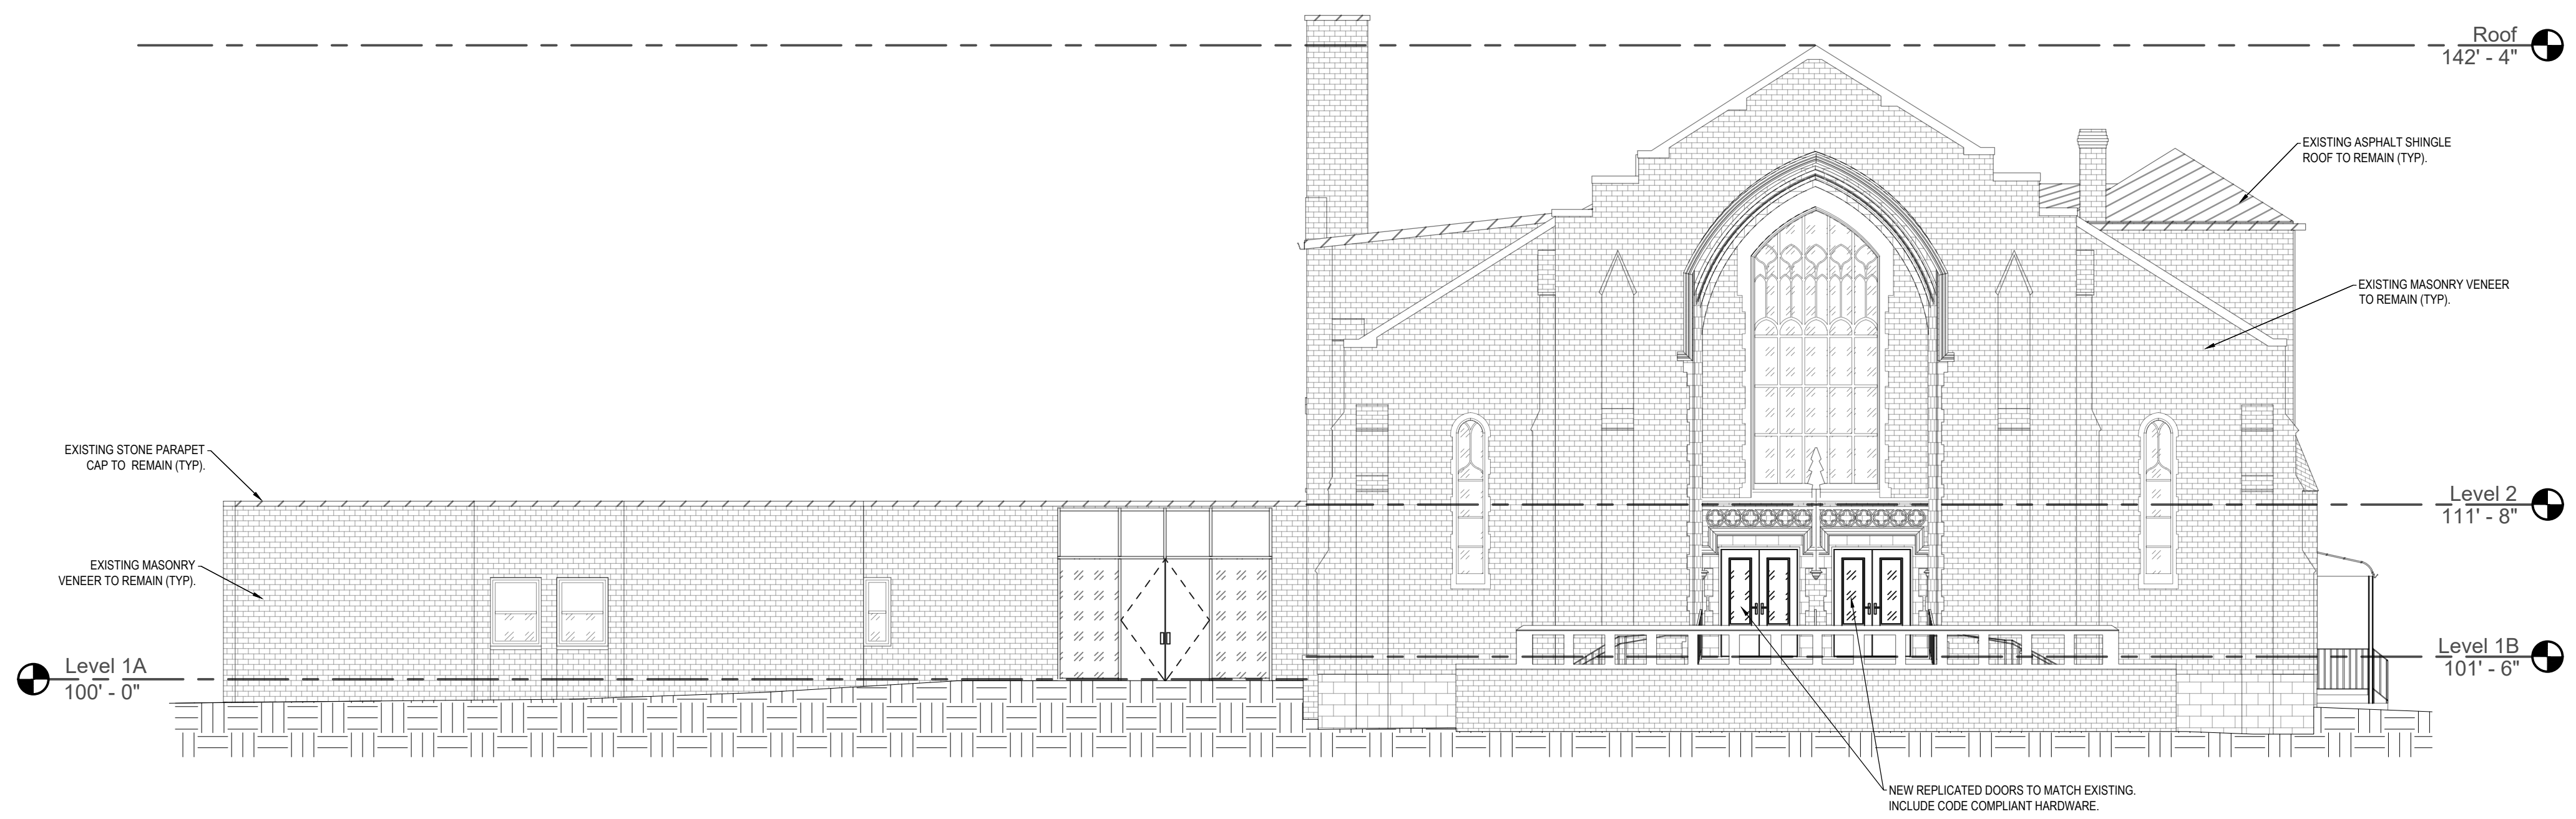 Roof
142' - 4"
EXISTING ASPHALT SHINGLE
ROOF TO REMAIN (TYP).
EXISTING MASONRY VENEER
TO REMAIN (TYP).
EXISTING STONE PARAPET
CAP TO REMAIN (TYP).
Level 2
111' - 8"
EXISTING MASONRY
VENEER TO REMAIN (TYP).
Level 1B
101' - 6"
Level 1A
100' - 0"
NEW REPLICATED DOORS TO MATCH EXISTING.
INCLUDE CODE COMPLIANT HARDWARE.